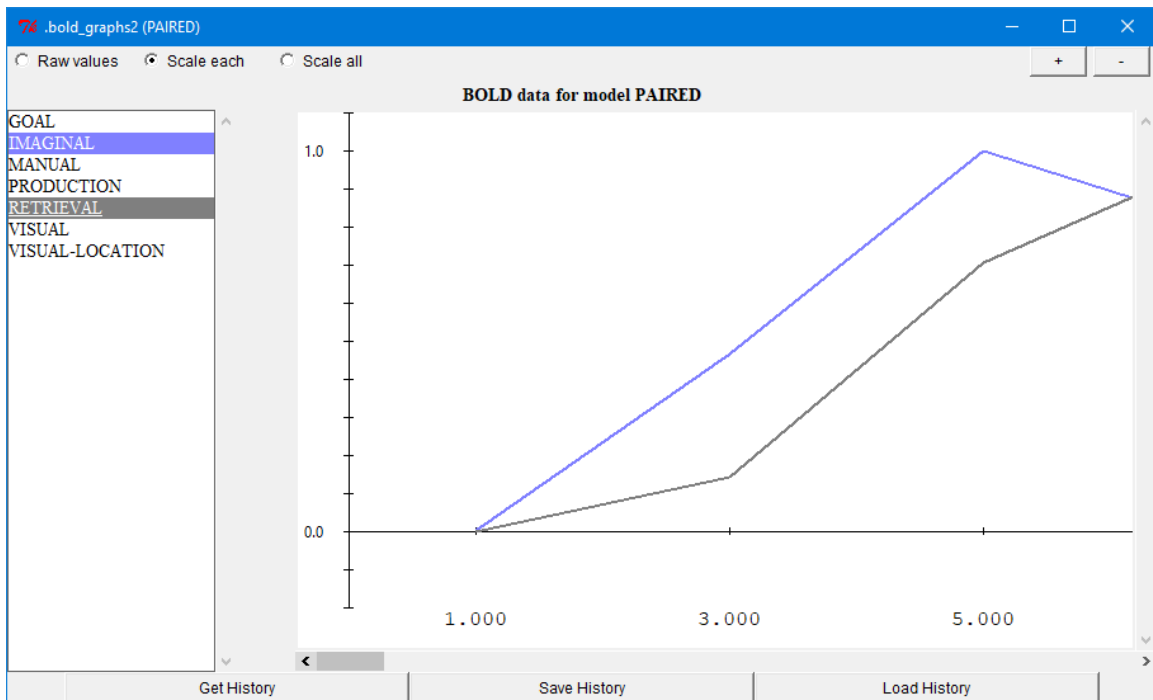 .bold_graphs2 (PAIRED)
Raw values Scale each Scale all + -
BOLD data for model PAIRED
GOAL
IMAGINAL
MANUAL
PRODUCTION
RETRIEVAL
VISUAL
VISUAL-LOCATION
1.0
0.0
1.000 3.000 5.000
Get History Save History Load History